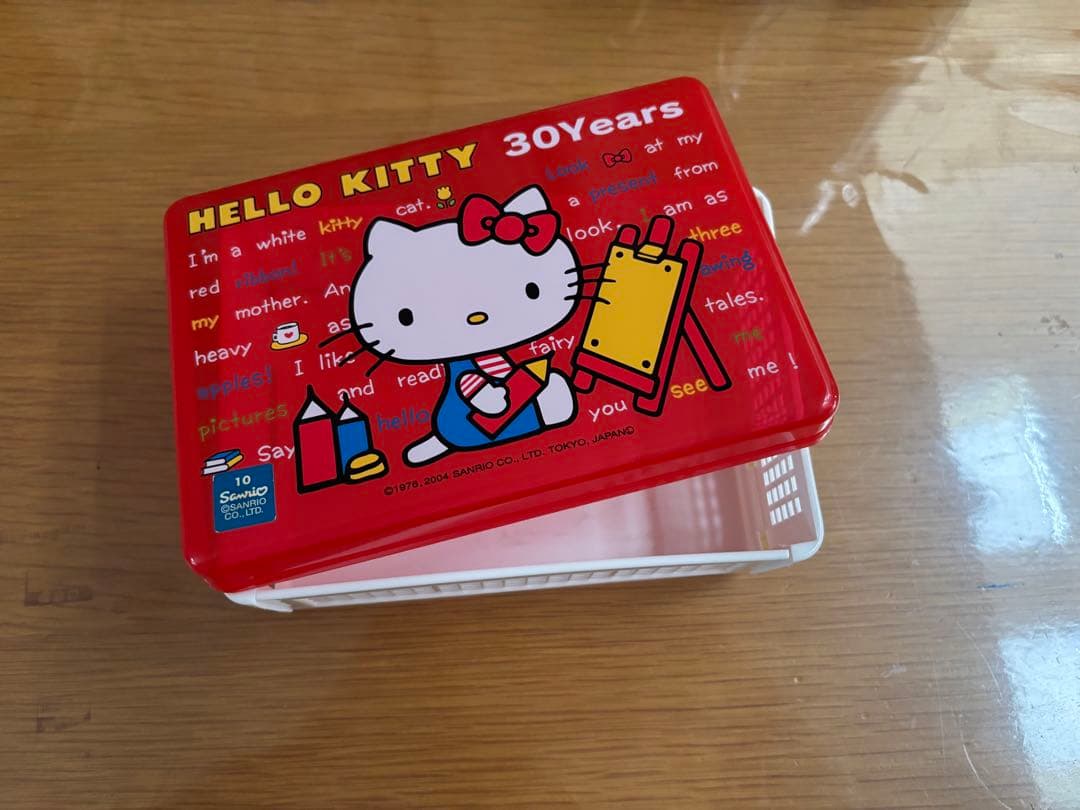 HELLO KITTY 30Years
I'm a white kitty cat. Look at my
red ribbon! It's a present from
my mother. An look. I am as
heavy as three
apples! I like awing
and read fairy tales.
pictures hello you see me !
Say me
©1976, 2004 SANRIO CO., LTD. TOKYO, JAPAN©
10
Sanrio
©SANRIO
CO., LTD.